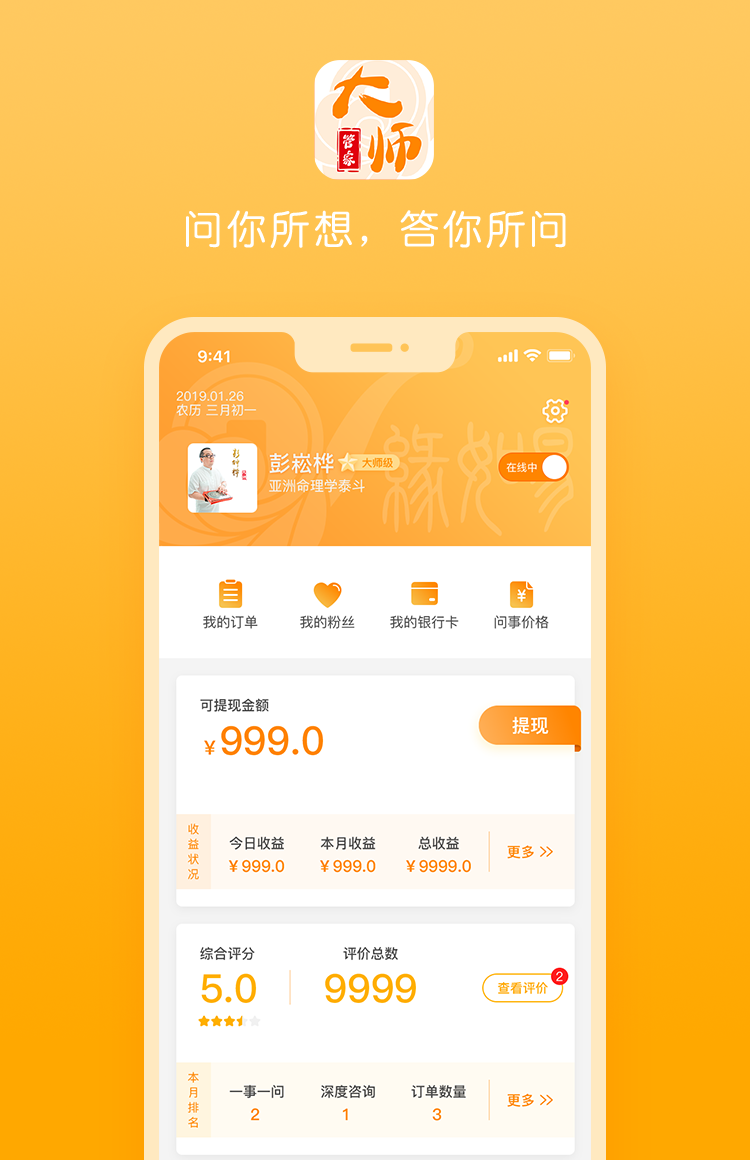 大师
管家
问你所想，答你所问
9:41
2019.01.26
农历 三月初一
彭崧桦
大师级
亚洲命理学泰斗
在线中
緣如易
我的订单
我的粉丝
我的银行卡
问事价格
可提现金额
¥999.0
提现
收益状况
今日收益 本月收益 总收益
¥999.0 ¥999.0 ¥9999.0
更多
综合评分 评价总数
5.0 9999
查看评价
2
本月排名
一事一问 深度咨询 订单数量
2 1 3
更多